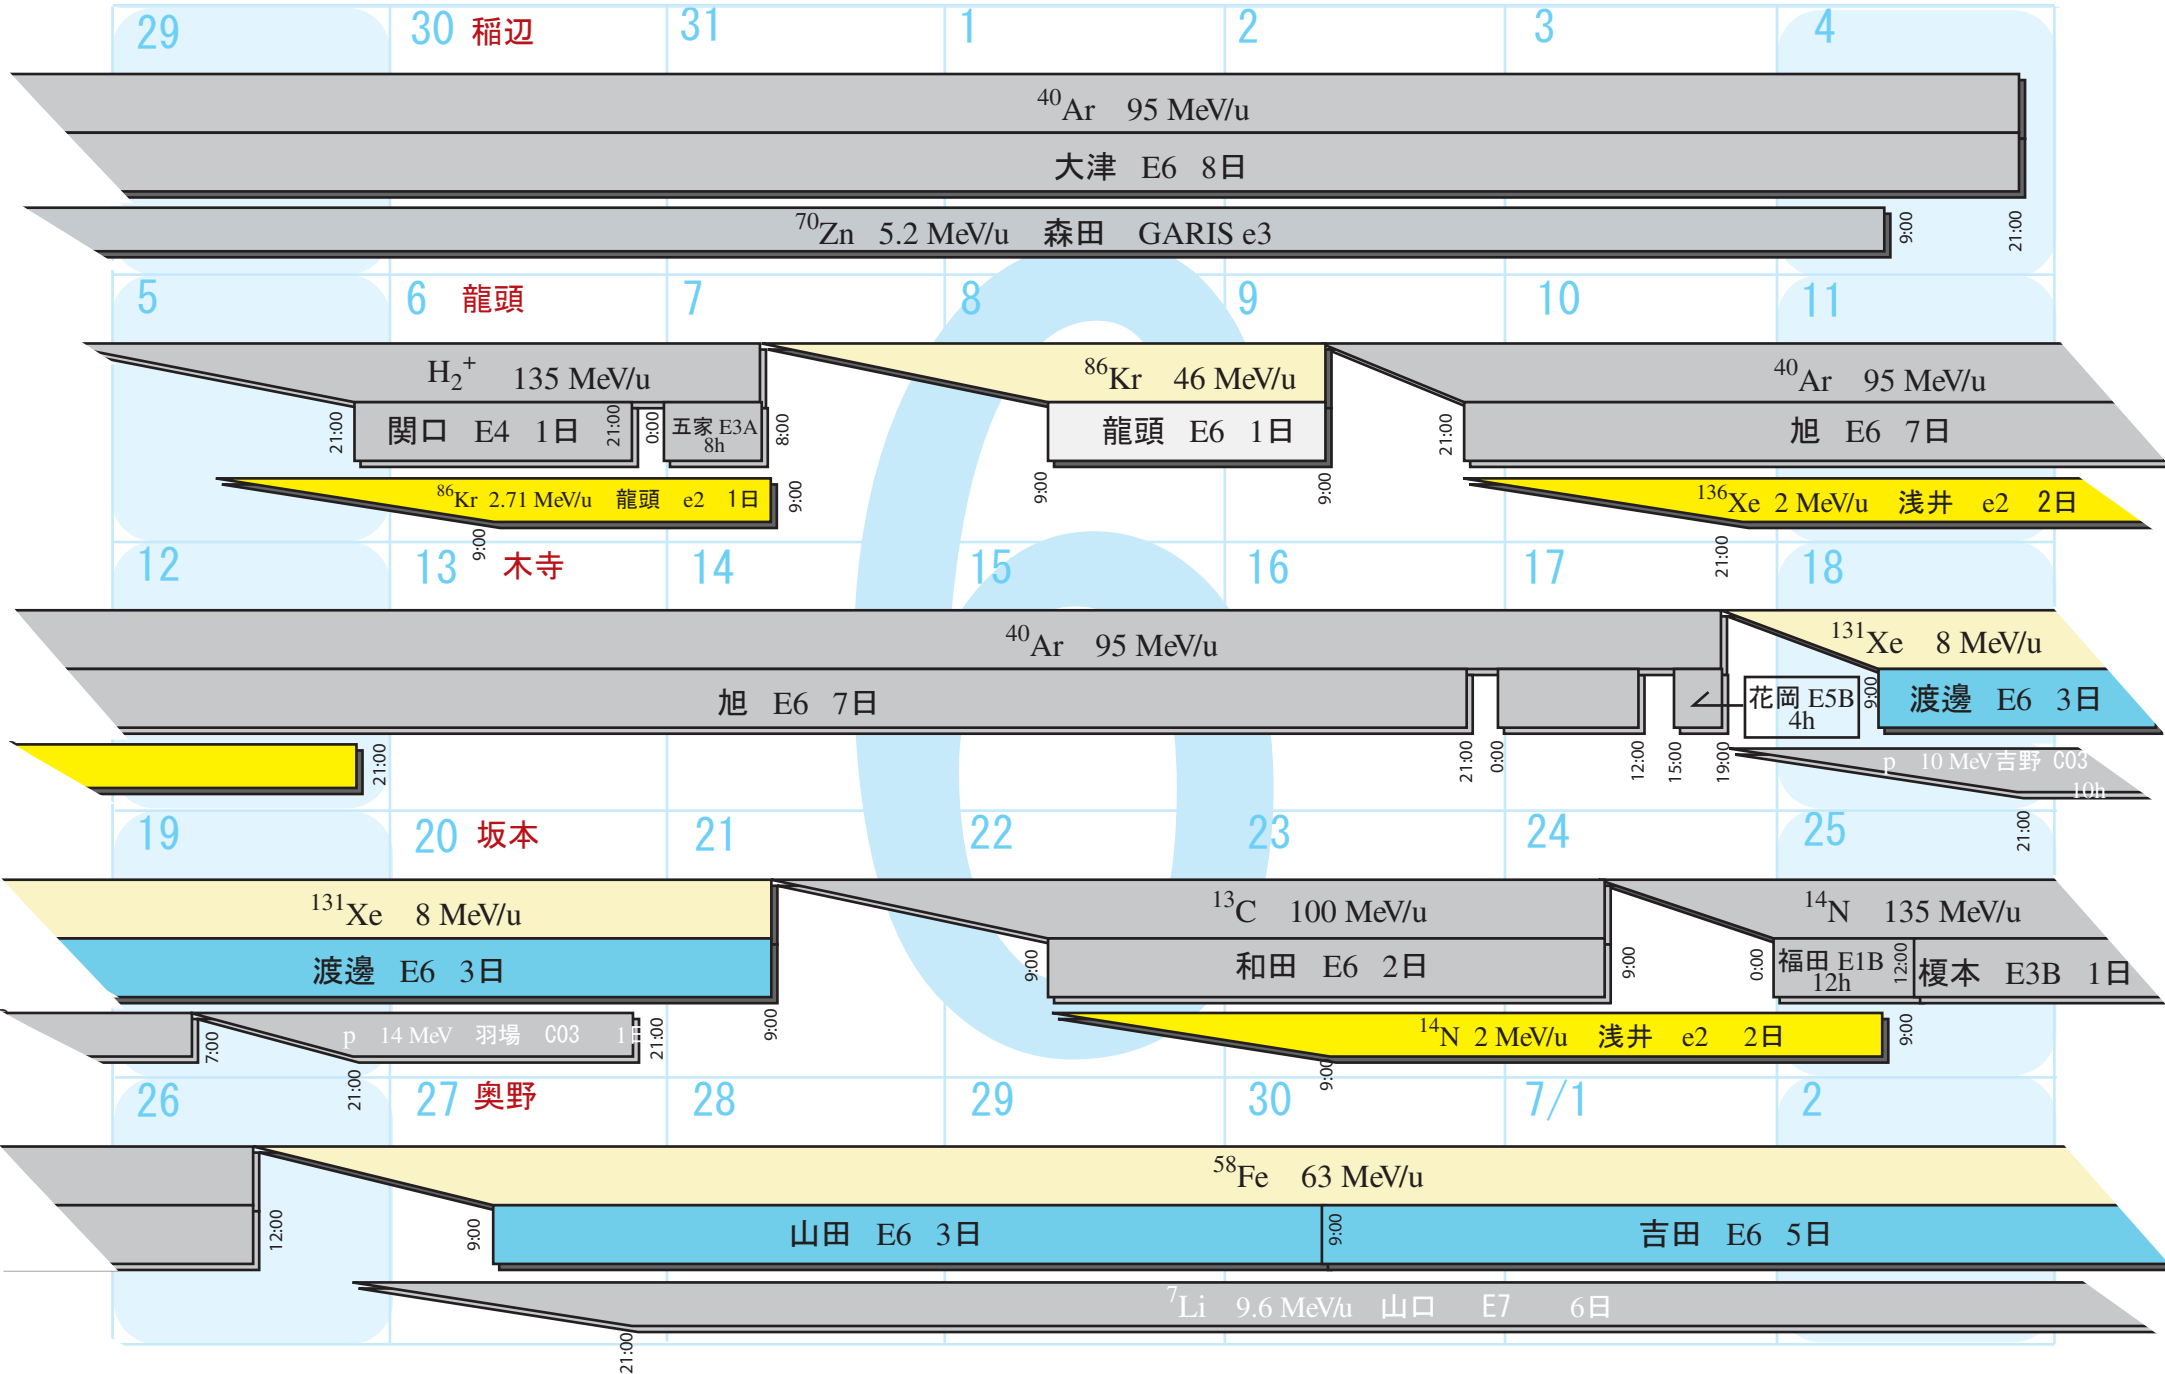 29 30 稲辺 31 1 2 3 4
⁴⁰Ar 95 MeV/u
大津 E6 8日
⁷⁰Zn 5.2 MeV/u 森田 GARIS e3
9:00 21:00
5 6 龍頭 7 8 9 10 11
H₂⁺ 135 MeV/u
⁸⁶Kr 46 MeV/u
⁴⁰Ar 95 MeV/u
21:00 関口 E4 1日 21:00 0:00 五家 E3A 8:00
8h
9:00 龍頭 E6 1日 9:00
21:00 旭 E6 7日
⁸⁶Kr 2.71 MeV/u 龍頭 e2 1日 9:00
9:00
¹³⁶Xe 2 MeV/u 浅井 e2 2日
21:00
12 13 木寺 14 15 16 17 18
⁴⁰Ar 95 MeV/u
¹³¹Xe 8 MeV/u
旭 E6 7日
花岡 E5B
4h
9:00 渡邊 E6 3日
21:00
21:00 0:00 12:00 15:00 19:00
p 10 MeV 吉野 C03
10h
21:00
19 20 坂本 21 22 23 24 25
¹³¹Xe 8 MeV/u
¹³C 100 MeV/u
¹⁴N 135 MeV/u
渡邊 E6 3日
9:00
9:00 和田 E6 2日 9:00
0:00 福田 E1B 12:00 榎本 E3B 1日
12h
7:00 p 14 MeV 羽場 C03 1日 21:00
21:00
¹⁴N 2 MeV/u 浅井 e2 2日 9:00
9:00
26 27 奥野 28 29 30 7/1 2
⁵⁸Fe 63 MeV/u
12:00 9:00 山田 E6 3日 9:00 吉田 E6 5日
⁷Li 9.6 MeV/u 山口 E7 6日
21:00
6